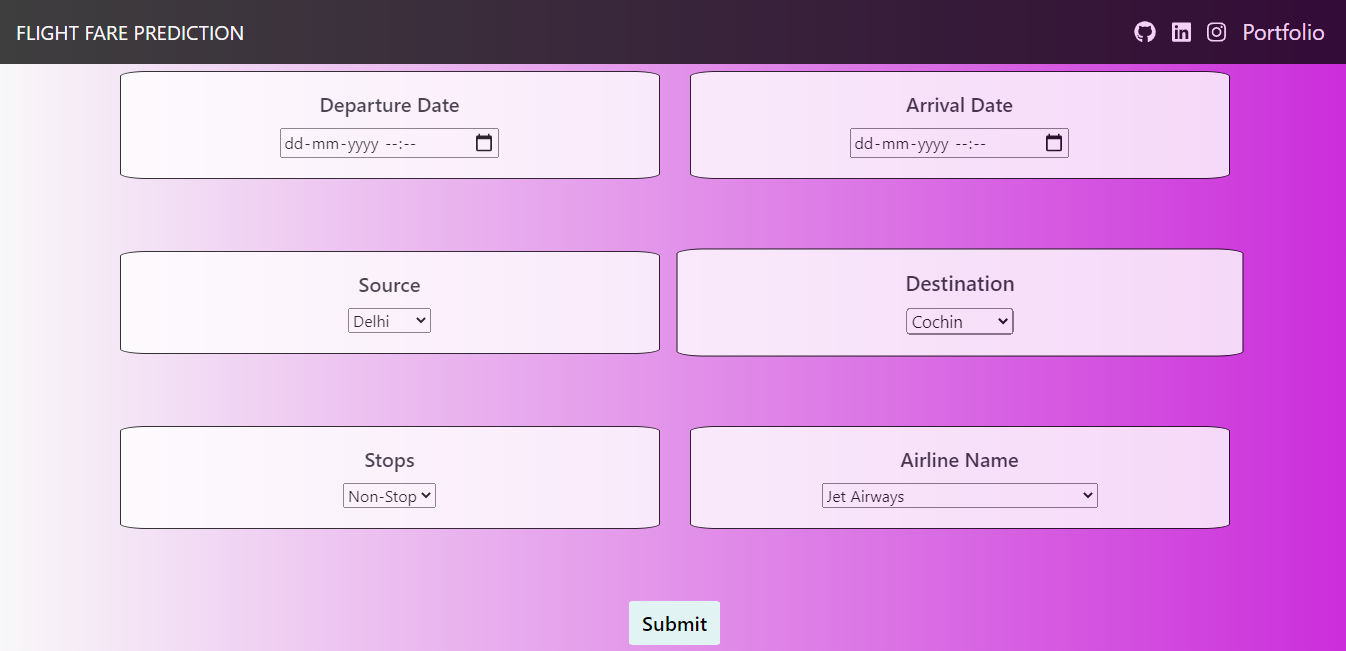 FLIGHT FARE PREDICTION
Portfolio
Departure Date
dd-mm-yyyy --:--
Arrival Date
dd-mm-yyyy --:--
Source
Delhi
Destination
Cochin
Stops
Non-Stop
Airline Name
Jet Airways
Submit